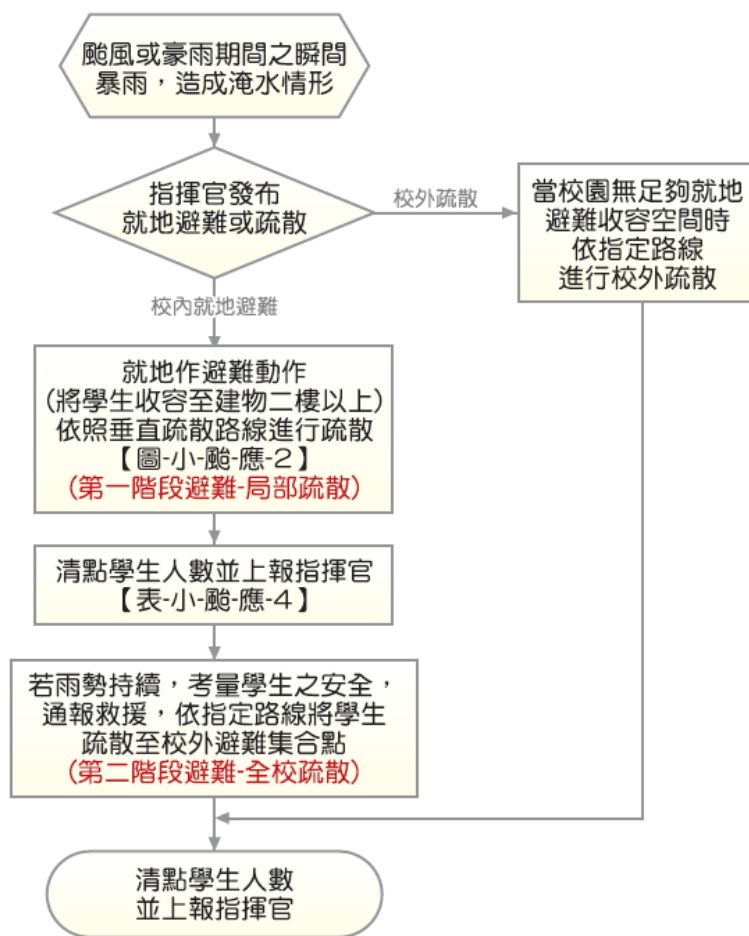 颱風或豪雨期間之瞬間
暴雨，造成淹水情形
指揮官發布
就地避難或疏散
校外疏散
當校園無足夠就地
避難收容空間時
依指定路線
進行校外疏散
校內就地避難
就地作避難動作
(將學生收容至建物二樓以上)
依照垂直疏散路線進行疏散
【圖-小-颱-應-2】
(第一階段避難-局部疏散)
清點學生人數並上報指揮官
【表-小-颱-應-4】
若雨勢持續，考量學生之安全，
通報救援，依指定路線將學生
疏散至校外避難集合點
(第二階段避難-全校疏散)
清點學生人數
並上報指揮官